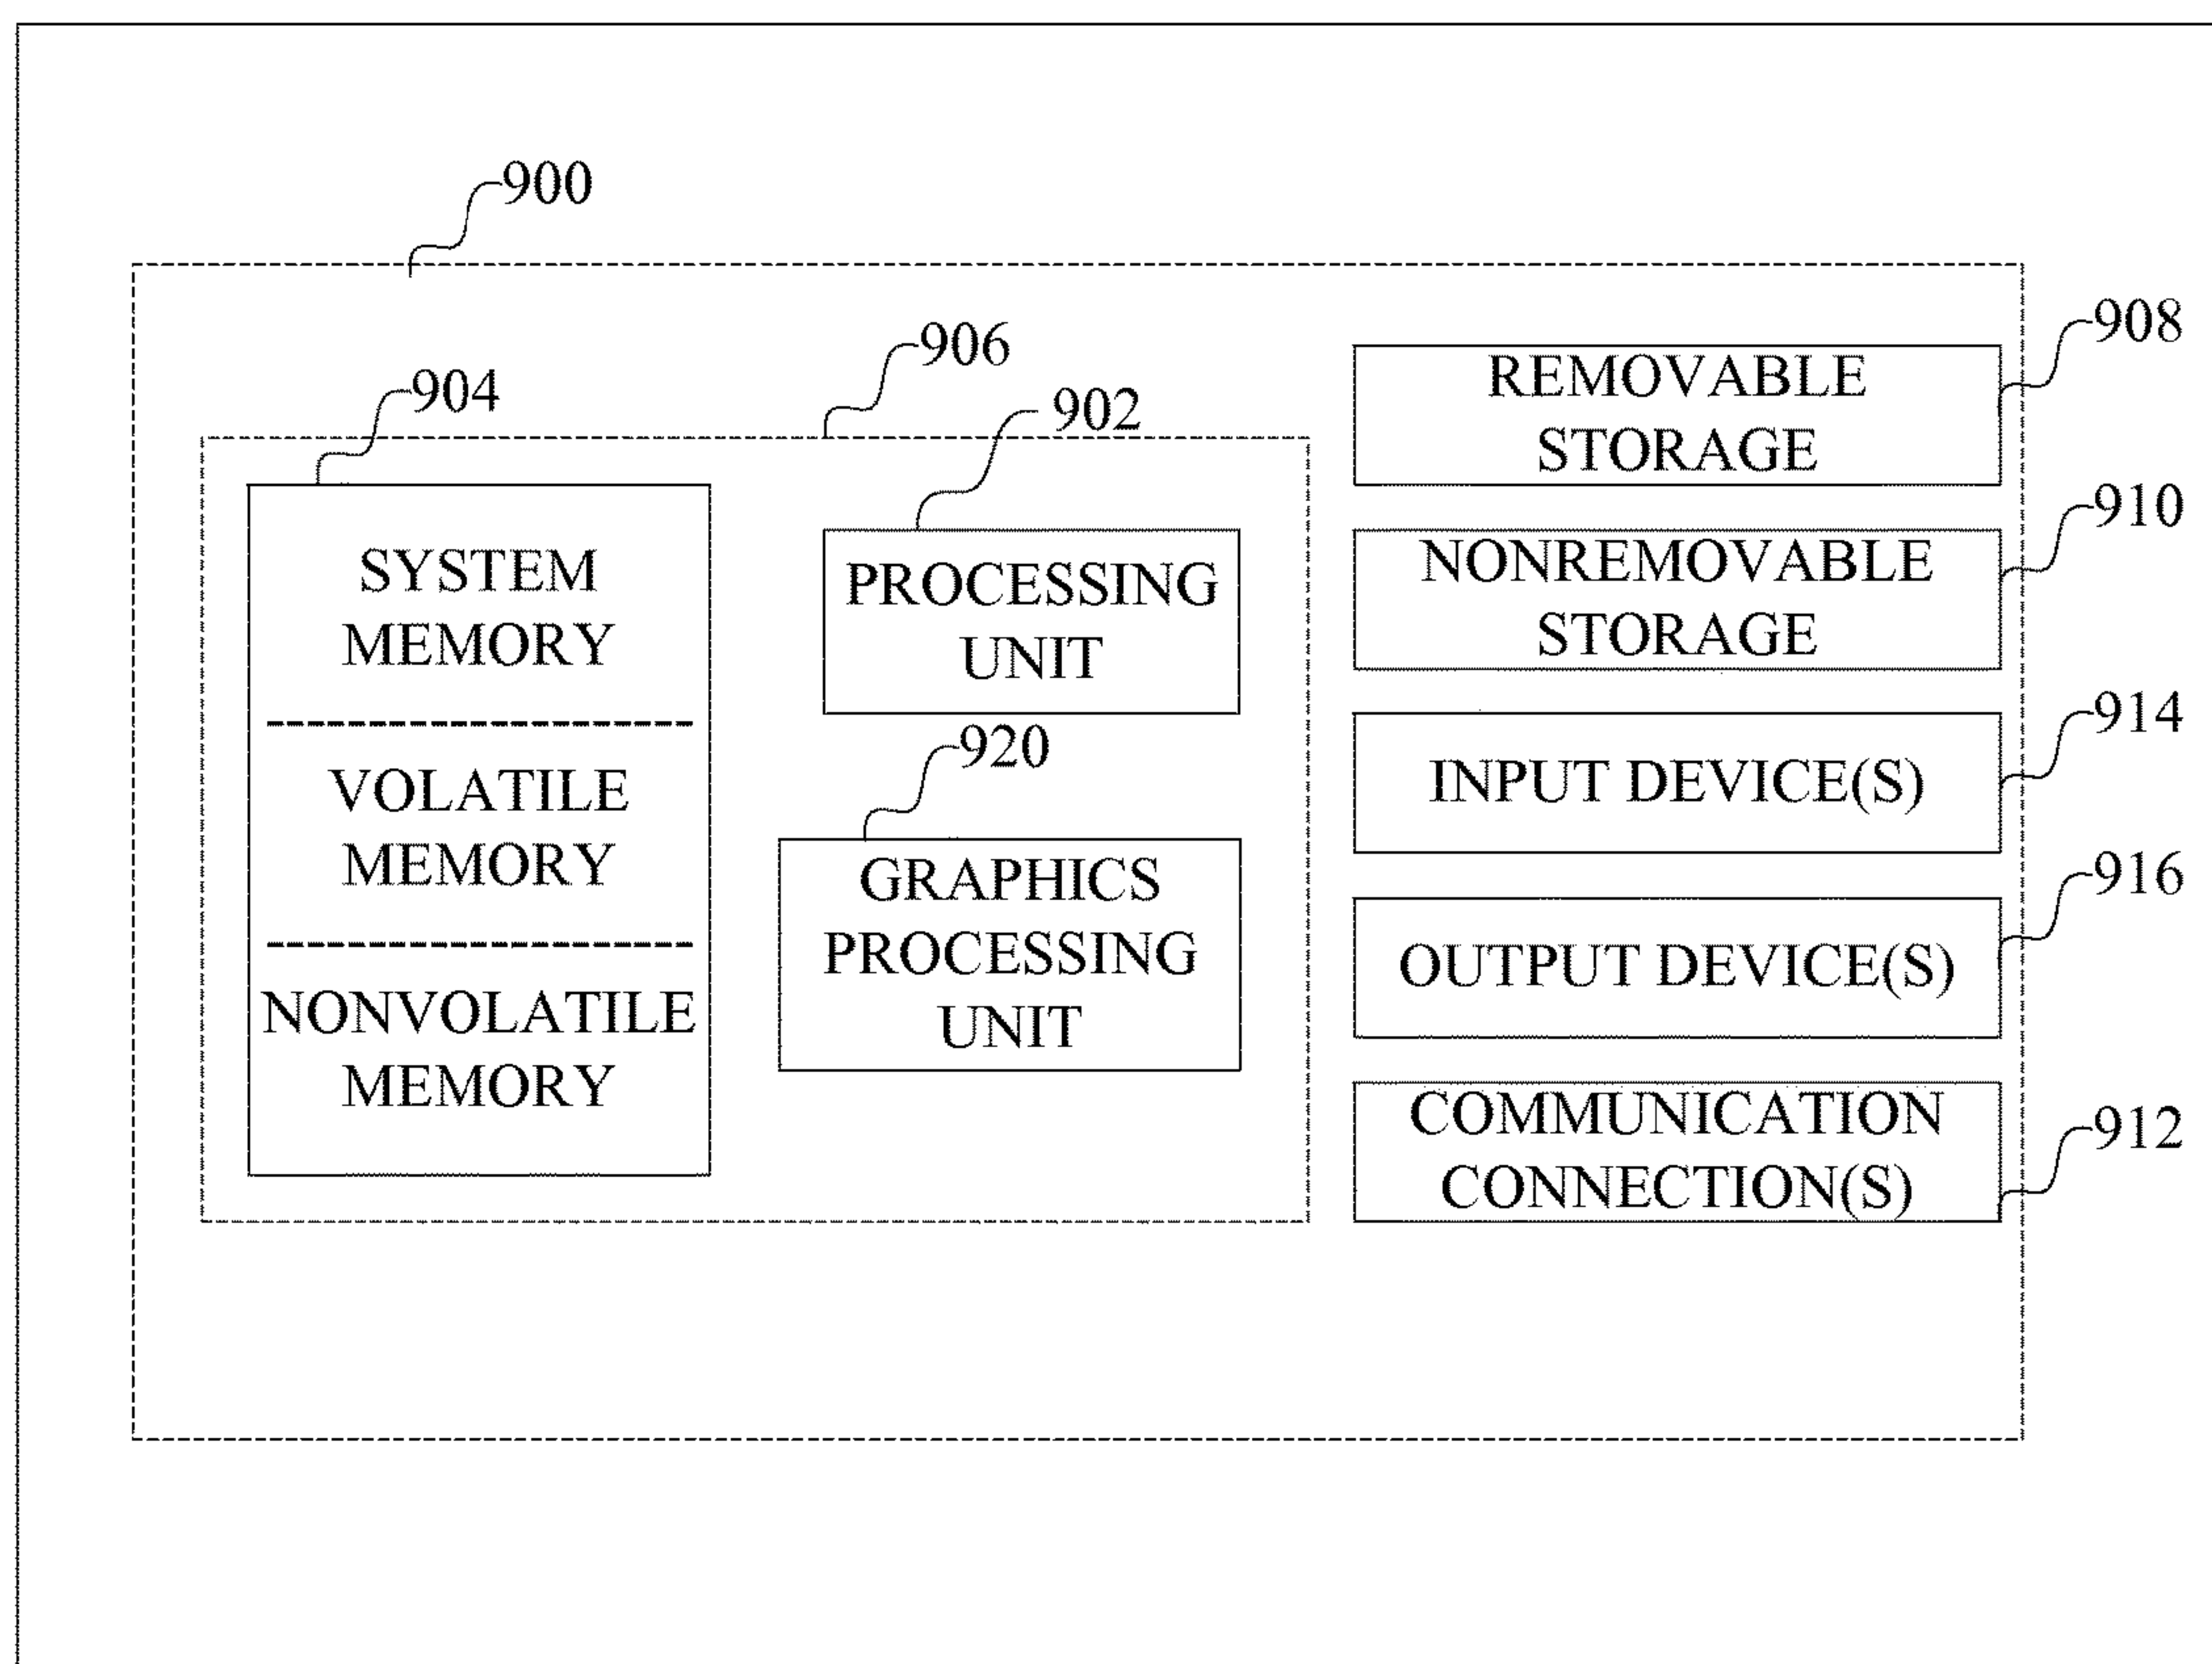 900
906
904
902
SYSTEM
MEMORY
VOLATILE
MEMORY
NONVOLATILE
MEMORY
PROCESSING
UNIT
920
GRAPHICS
PROCESSING
UNIT
908
REMOVABLE
STORAGE
910
NONREMOVABLE
STORAGE
914
INPUT DEVICE(S)
916
OUTPUT DEVICE(S)
912
COMMUNICATION
CONNECTION(S)